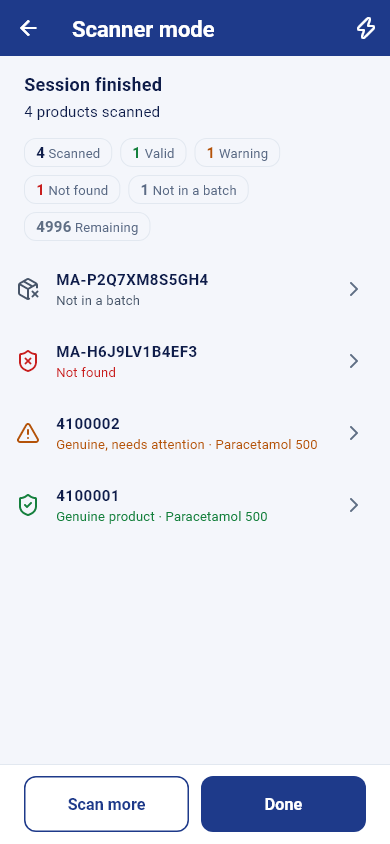 Scanner mode
Session finished
4 products scanned
4 Scanned
1 Valid
1 Warning
1 Not found
1 Not in a batch
4996 Remaining
MA-P2Q7XM8S5GH4
Not in a batch
MA-H6J9LV1B4EF3
Not found
4100002
Genuine, needs attention · Paracetamol 500
4100001
Genuine product · Paracetamol 500
Scan more
Done